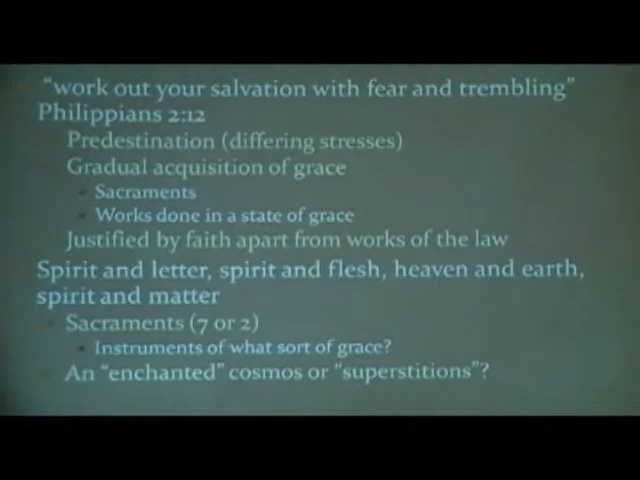 "work out your salvation with fear and trembling"
Philippians 2:12
Predestination (differing stresses)
Gradual acquisition of grace
Sacraments
Works done in a state of grace
Justified by faith apart from works of the law
Spirit and letter, spirit and flesh, heaven and earth,
spirit and matter
Sacraments (7 or 2)
Instruments of what sort of grace?
An "enchanted" cosmos or "superstitions"?